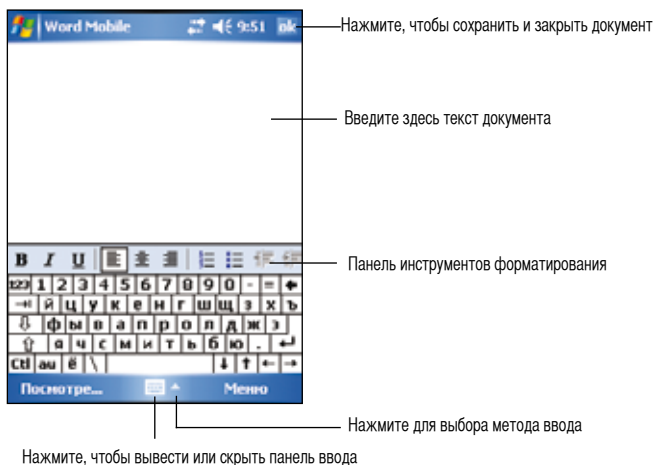 Word Mobile 9:51 ok
Нажмите, чтобы сохранить и закрыть документ
Введите здесь текст документа
B I U
Панель инструментов форматирования
123 1 2 3 4 5 6 7 8 9 0 - =
й ц у к е н г ш щ з х ъ
ф ы в а п р о л д ж э
я ч с м и т ь б ю .
Ctl аü ё \
Посмотре... Меню
Нажмите для выбора метода ввода
Нажмите, чтобы вывести или скрыть панель ввода